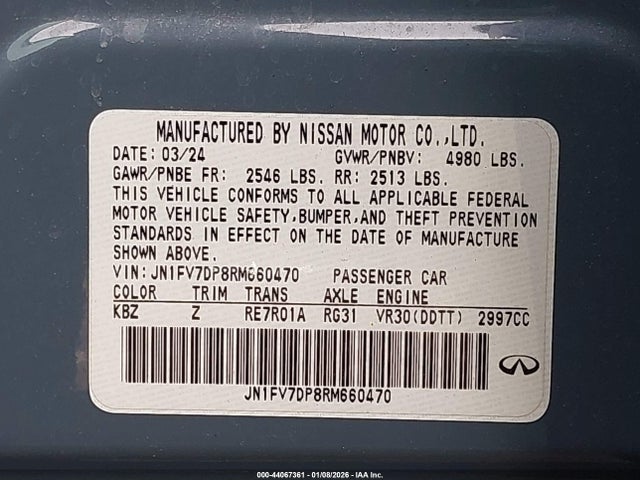 MANUFACTURED BY NISSAN MOTOR CO.,LTD.
DATE: 03/24 GVWR/PNBV: 4980 LBS.
GAWR/PNBE FR: 2546 LBS. RR: 2513 LBS.
THIS VEHICLE CONFORMS TO ALL APPLICABLE FEDERAL
MOTOR VEHICLE SAFETY,BUMPER,AND THEFT PREVENTION
STANDARDS IN EFFECT ON THE DATE OF MANUFACTURE
SHOWN ABOVE.
VIN:JN1FV7DP8RM660470 PASSENGER CAR
COLOR TRIM TRANS AXLE ENGINE
KBZ Z RE7R01A RG31 VR30(DDTT) 2997CC
JN1FV7DP8RM660470
000-44067361 - 01/08/2026 - IAA Inc.